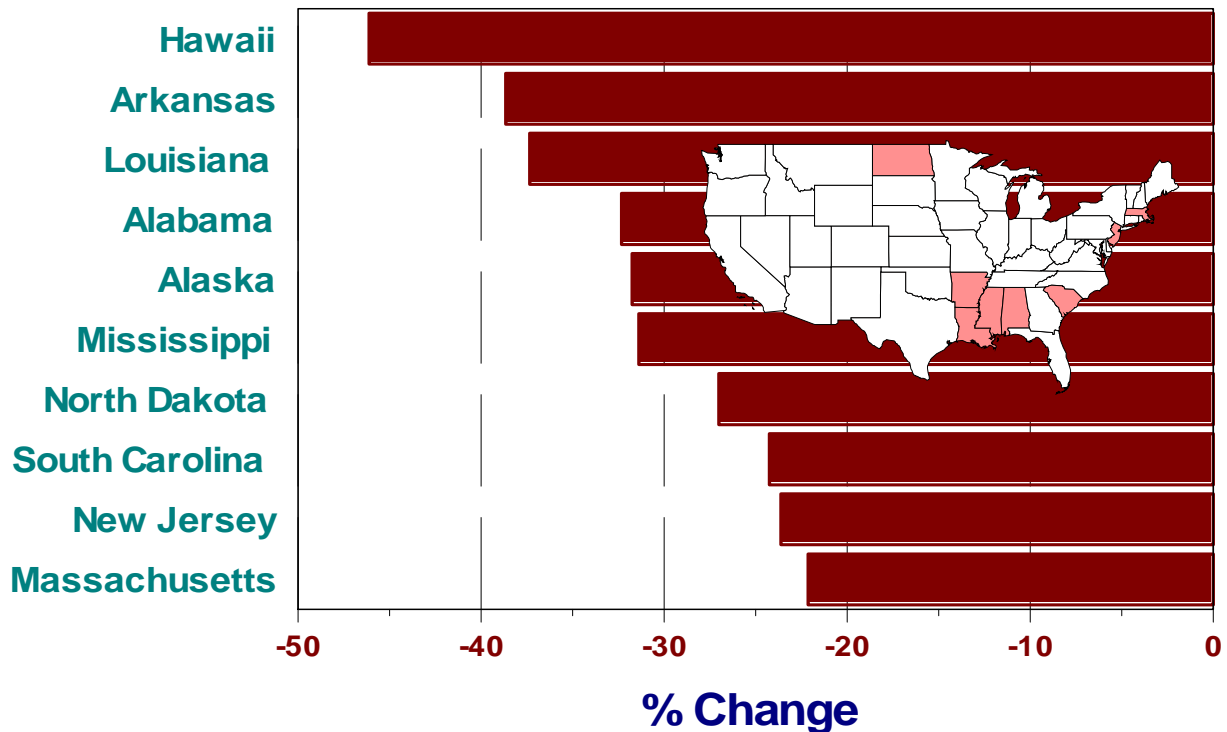 Hawaii
Arkansas
Louisiana
Alabama
Alaska
Mississippi
North Dakota
South Carolina
New Jersey
Massachusetts
-50 -40 -30 -20 -10 0
% Change